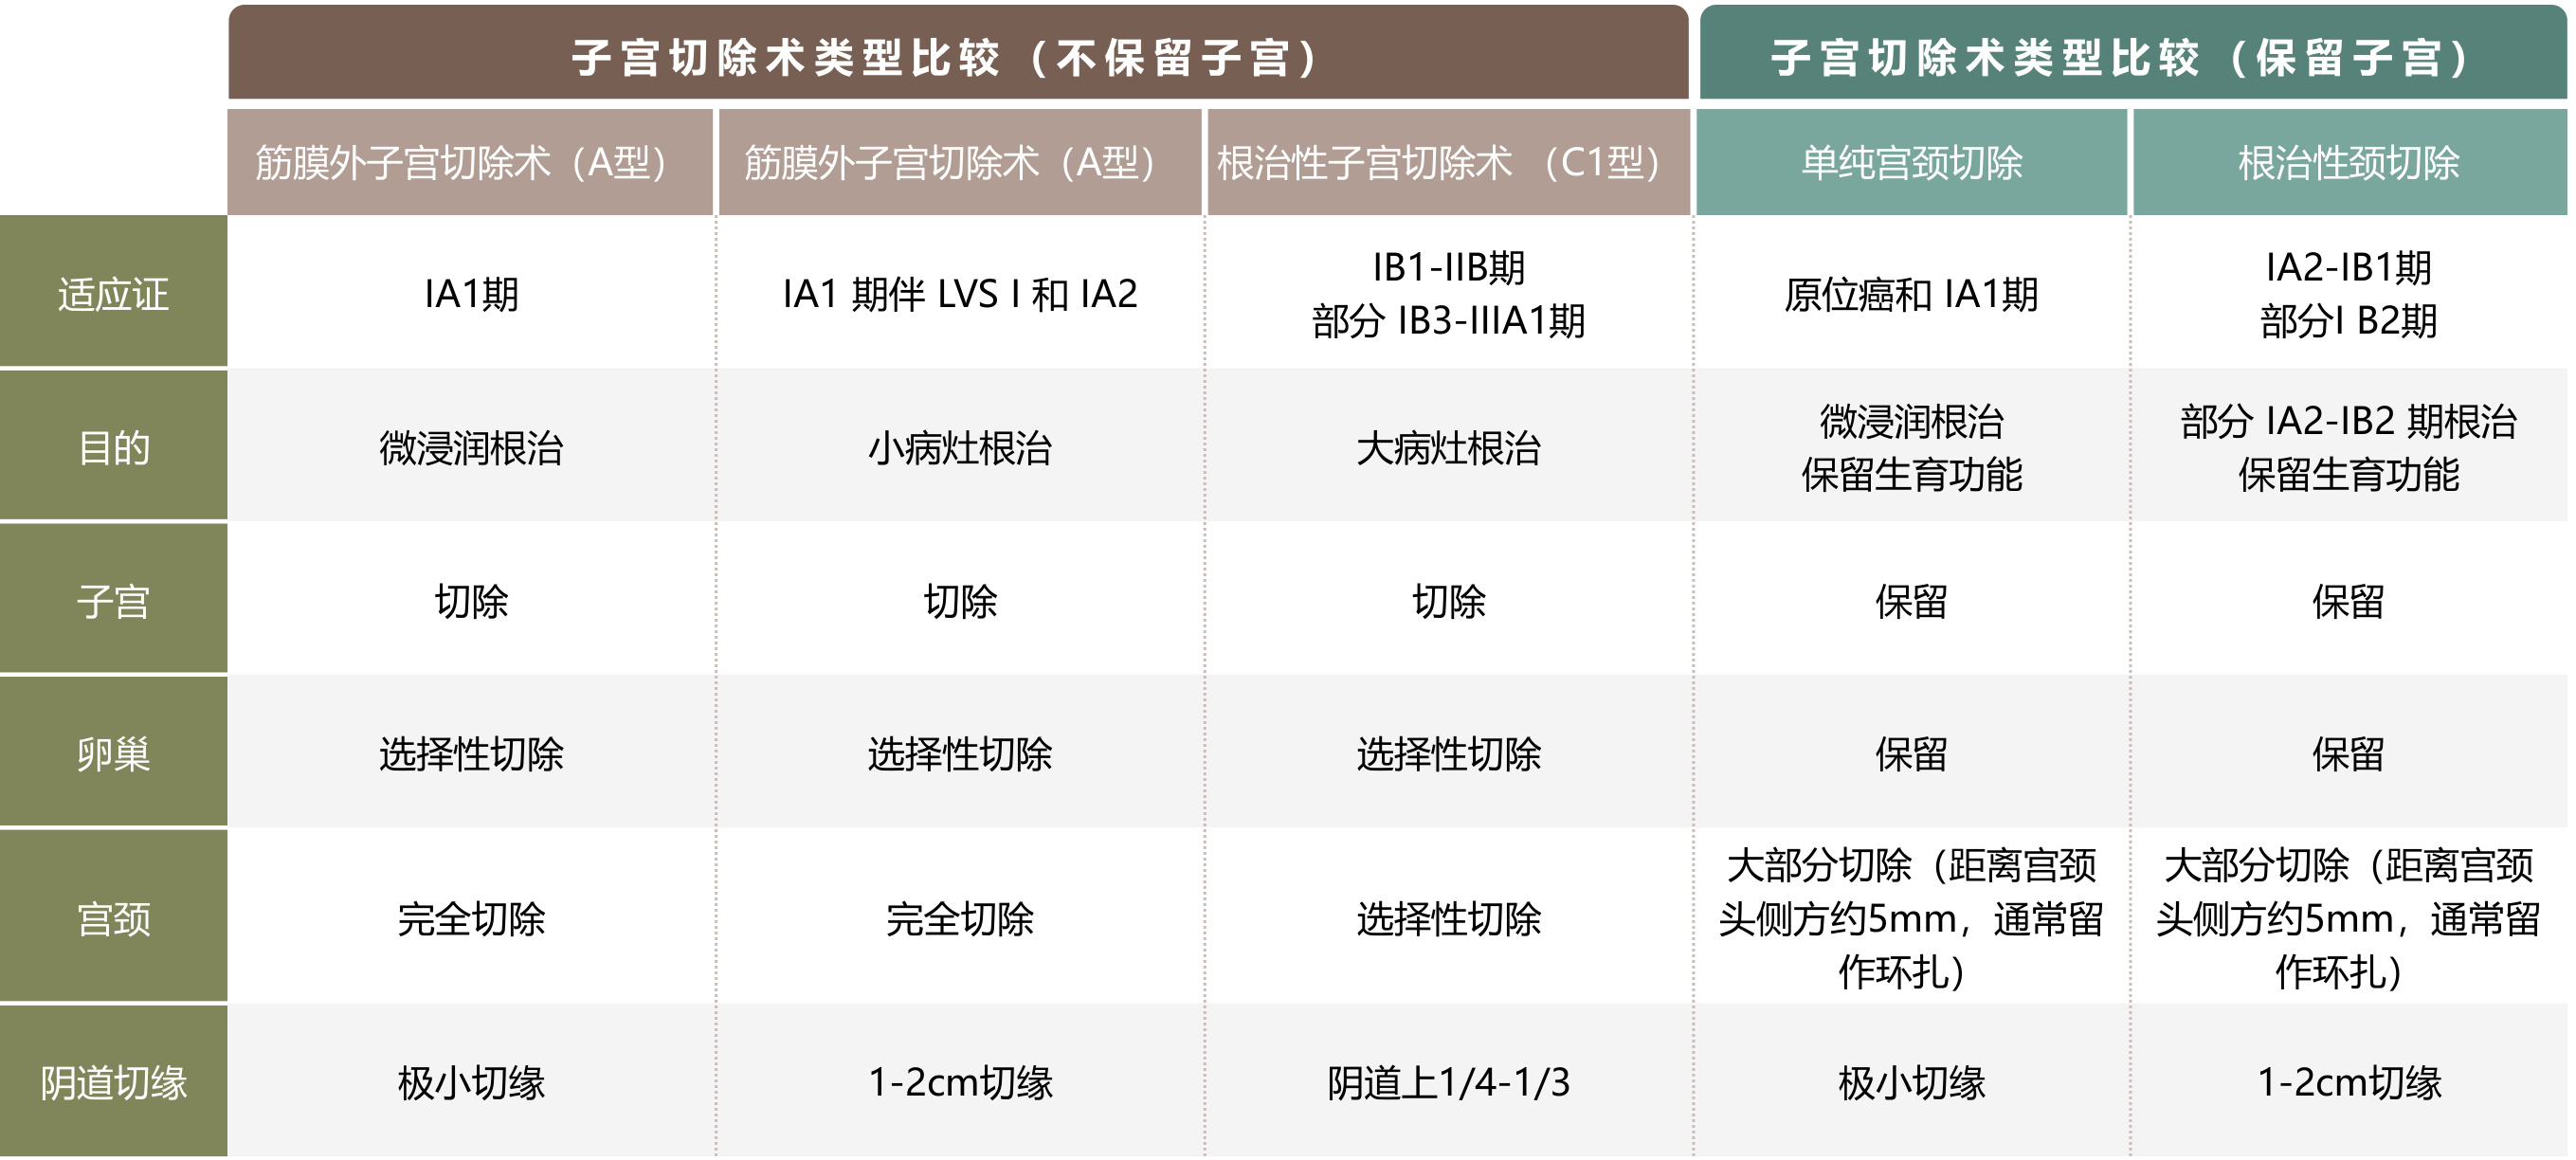 子宫切除术类型比较（不保留子宫）
子宫切除术类型比较（保留子宫）
筋膜外子宫切除术（A型）
筋膜外子宫切除术（A型）
根治性子宫切除术 （C1型）
单纯宫颈切除
根治性颈切除
适应证
IA1期
IA1 期伴 LVS I 和 IA2
IB1-IIB期
部分 IB3-IIIA1期
原位癌和 IA1期
IA2-IB1期
部分I B2期
目的
微浸润根治
小病灶根治
大病灶根治
微浸润根治
保留生育功能
部分 IA2-IB2 期根治
保留生育功能
子宫
切除
切除
切除
保留
保留
卵巢
选择性切除
选择性切除
选择性切除
保留
保留
宫颈
完全切除
完全切除
选择性切除
大部分切除（距离宫颈
头侧方约5mm，通常留
作环扎）
大部分切除（距离宫颈
头侧方约5mm，通常留
作环扎）
阴道切缘
极小切缘
1-2cm切缘
阴道上1/4-1/3
极小切缘
1-2cm切缘